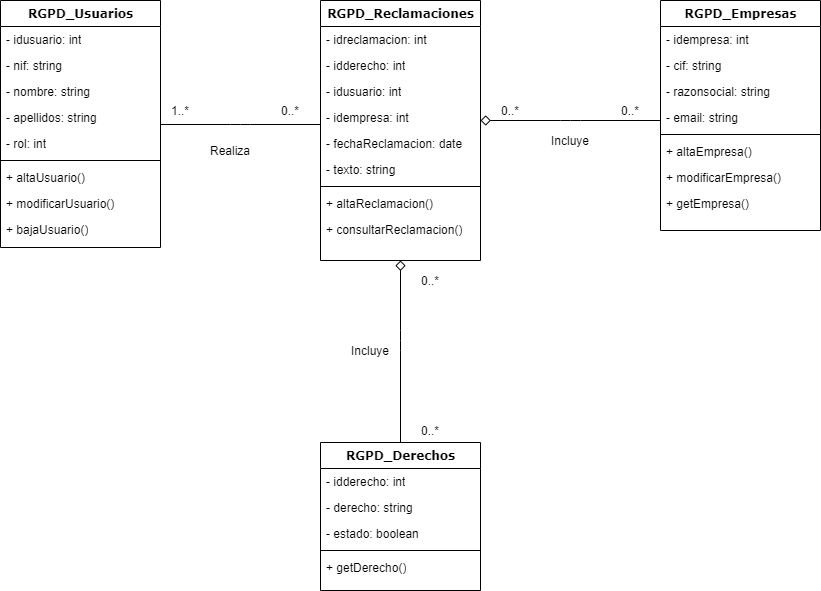 RGPD_Usuarios
- idusuario: int
- nif: string
- nombre: string
- apellidos: string
- rol: int
+ altaUsuario()
+ modificarUsuario()
+ bajaUsuario()
1..*
0..*
Realiza
RGPD_Reclamaciones
- idreclamacion: int
- idderecho: int
- idusuario: int
- idempresa: int
- fechaReclamacion: date
- texto: string
+ altaReclamacion()
+ consultarReclamacion()
0..*
0..*
Incluye
RGPD_Empresas
- idempresa: int
- cif: string
- razonsocial: string
- email: string
+ altaEmpresa()
+ modificarEmpresa()
+ getEmpresa()
0..*
Incluye
0..*
RGPD_Derechos
- idderecho: int
- derecho: string
- estado: boolean
+ getDerecho()